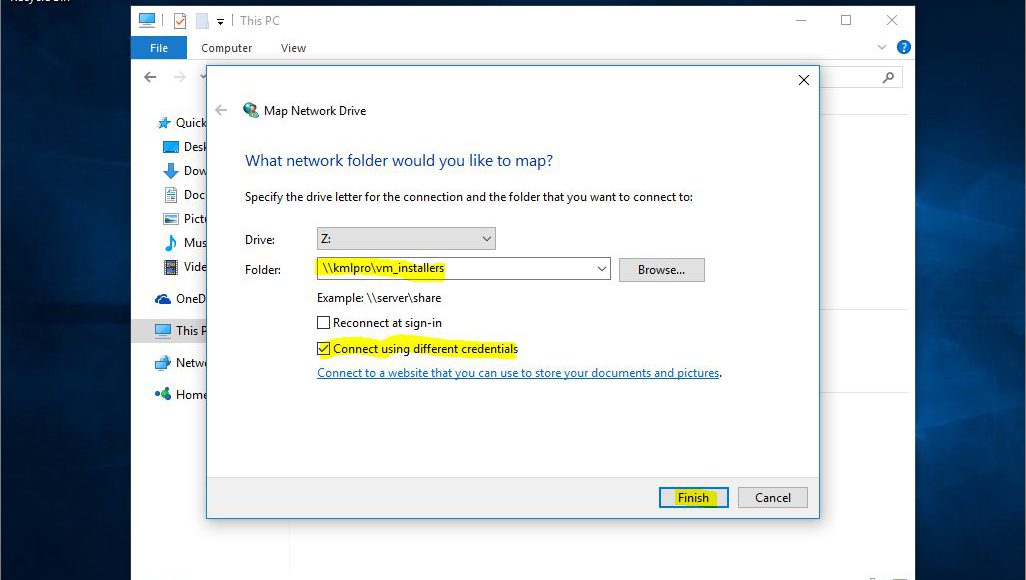 This PC
File Computer View
?
Map Network Drive
Quick
Desk
Dow
Doc
Pictu
Mus
Vide
OneD
This P
Netwo
Home
What network folder would you like to map?
Specify the drive letter for the connection and the folder that you want to connect to:
Drive: Z:
Folder: \\kmlpro\vm_installers Browse...
Example: \\server\share
Reconnect at sign-in
Connect using different credentials
Connect to a website that you can use to store your documents and pictures.
Finish Cancel